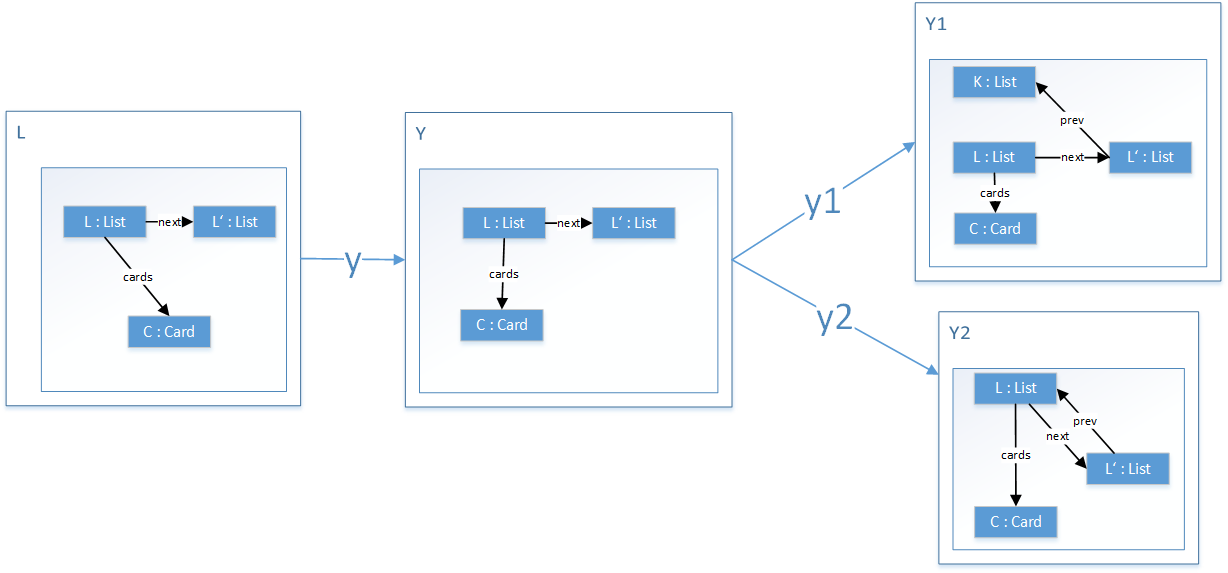 L
L : List
next
L‘ : List
cards
C : Card
y
Y
L : List
next
L‘ : List
cards
C : Card
y1
y2
Y1
K : List
prev
L : List
next
L‘ : List
cards
C : Card
Y2
L : List
prev
next
cards
L‘ : List
C : Card